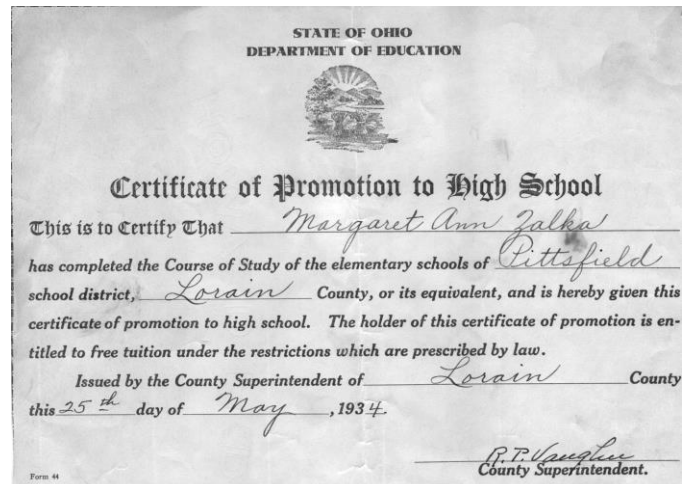 STATE OF OHIO
DEPARTMENT OF EDUCATION
Certificate of Promotion to High School
This is to Certify That Margaret Ann Zalka
has completed the Course of Study of the elementary schools of Pittsfield
school district, Lorain County, or its equivalent, and is hereby given this
certificate of promotion to high school. The holder of this certificate of promotion is en-
titled to free tuition under the restrictions which are prescribed by law.
Issued by the County Superintendent of Lorain County
this 25th day of May, 1934.
R. P. Vaughn
County Superintendent.
Form 44